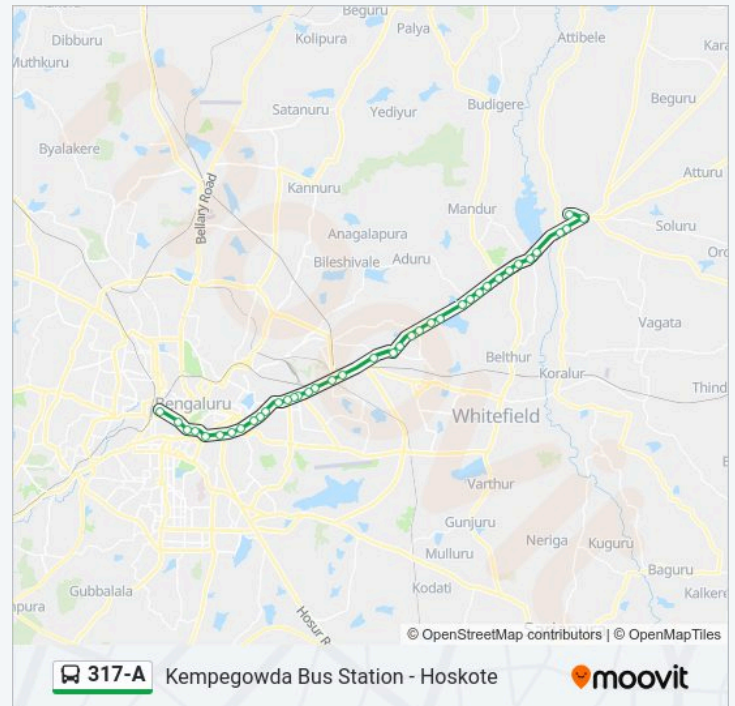 Beguru
Palya
Attibele
Dibburu
Kolipura
Kara
Muthkuru
Satanuru
Yediyur
Budigere
Beguru
Byalakere
Atturu
Kannuru
Bellary Road
Mandur
Soluru
Anagalapura
Bileshivale
Aduru
Vagata
Belthur
Koralur
Thind
Bengaluru
Whitefield
Varthur
Gunjuru
Neriga
Kuguru
Mulluru
Baguru
Gubbalala
Kodati
Kalkere
npura
Hosur R
© OpenStreetMap contributors | © OpenMapTiles
317-A Kempegowda Bus Station - Hoskote
moovit